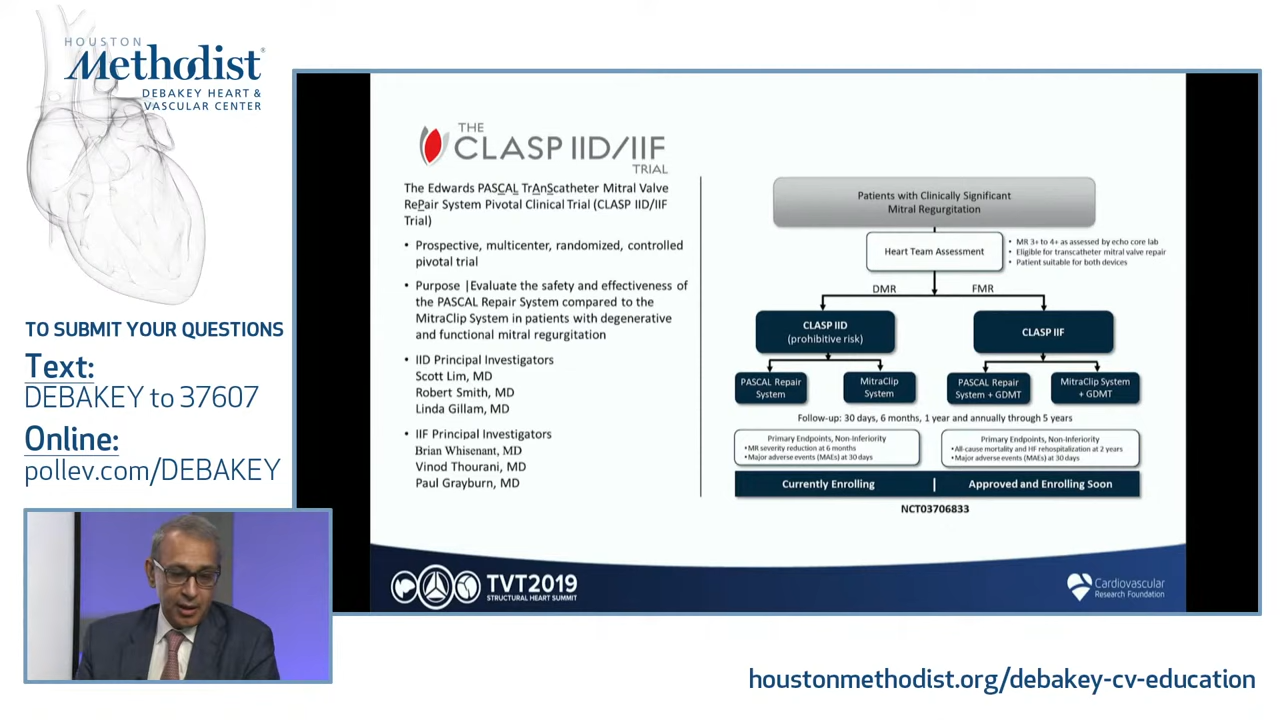 HOUSTON
Methodist®
DEBAKEY HEART &
VASCULAR CENTER
TO SUBMIT YOUR QUESTIONS
Text:
DEBAKEY to 37607
Online:
pollev.com/DEBAKEY
THE
CLASP IID/IIF
TRIAL
The Edwards PASCAL TrAnScatheter Mitral Valve
RePair System Pivotal Clinical Trial (CLASP IID/IIF
Trial)
• Prospective, multicenter, randomized, controlled
pivotal trial
• Purpose |Evaluate the safety and effectiveness of
the PASCAL Repair System compared to the
MitraClip System in patients with degenerative
and functional mitral regurgitation
• IID Principal Investigators
Scott Lim, MD
Robert Smith, MD
Linda Gillam, MD
• IIF Principal Investigators
Brian Whisenant, MD
Vinod Thourani, MD
Paul Grayburn, MD
Patients with Clinically Significant
Mitral Regurgitation
Heart Team Assessment
• MR 3+ to 4+ as assessed by echo core lab
• Eligible for transcatheter mitral valve repair
• Patient suitable for both devices
DMR
FMR
CLASP IID
(prohibitive risk)
CLASP IIF
PASCAL Repair
System
MitraClip
System
PASCAL Repair
System + GDMT
MitraClip System
+ GDMT
Follow-up: 30 days, 6 months, 1 year and annually through 5 years
Primary Endpoints, Non-Inferiority
• MR severity reduction at 6 months
• Major adverse events (MAEs) at 30 days
Primary Endpoints, Non-Inferiority
• All-cause mortality and HF rehospitalization at 2 years
• Major adverse events (MAEs) at 30 days
Currently Enrolling | Approved and Enrolling Soon
NCT03706833
TVT2019
STRUCTURAL HEART SUMMIT
Cardiovascular
Research Foundation
houstonmethodist.org/debakey-cv-education